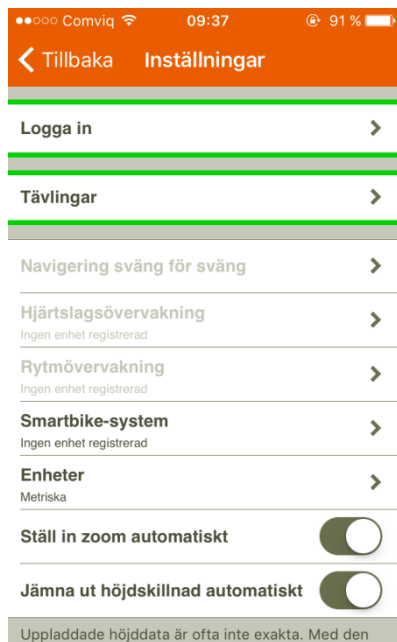 Comviq 09:37 91 %
Tillbaka Inställningar
Logga in
Tävlingar
Navigering sväng för sväng
Hjärtslagsövervakning
Ingen enhet registrerad
Rytmövervakning
Ingen enhet registrerad
Smartbike-system
Ingen enhet registrerad
Enheter
Metriska
Ställ in zoom automatiskt
Jämna ut höjdskillnad automatiskt
Uppladdade höjddata är ofta inte exakta. Med den